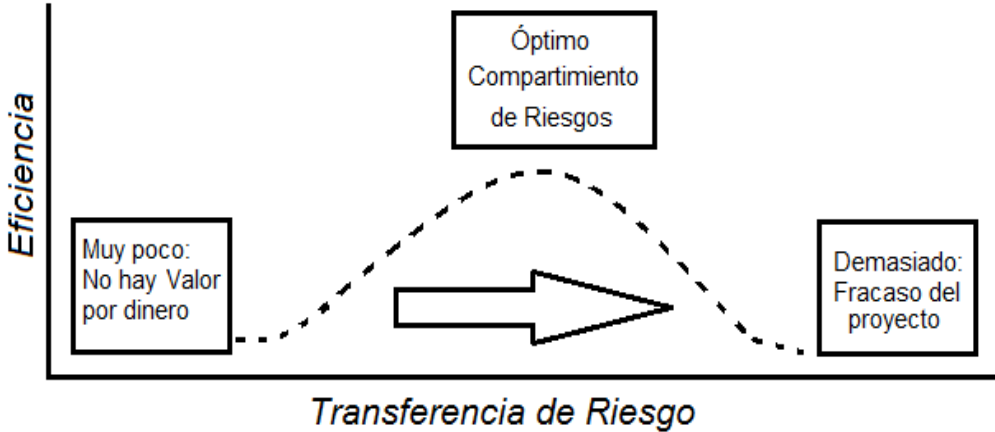 Óptimo
Compartimiento
de Riesgos
Eficiencia
Muy poco:
No hay Valor
por dinero
Demasiado:
Fracaso del
proyecto
Transferencia de Riesgo